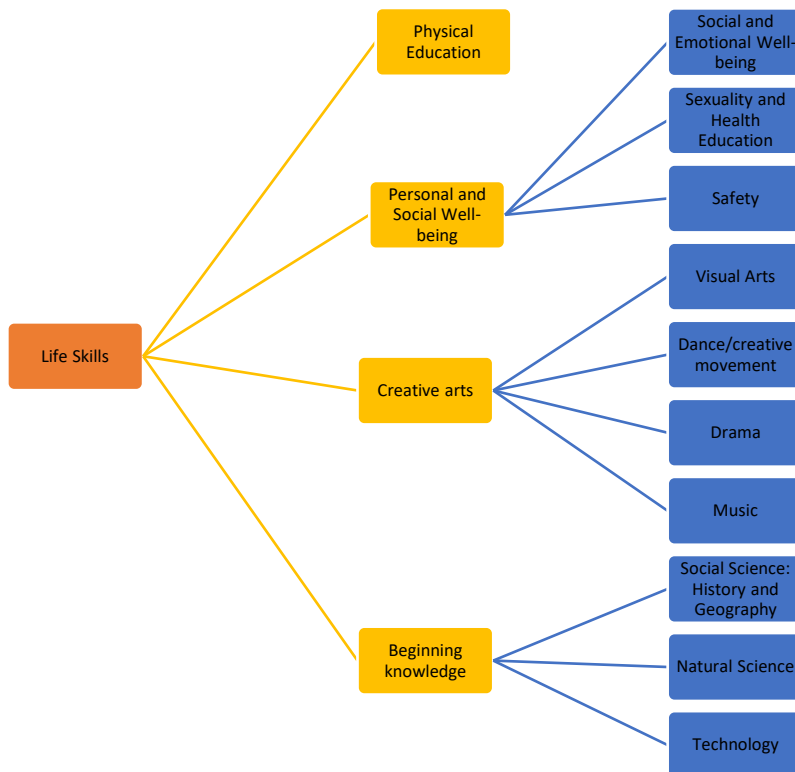 Physical
Education
Social and
Emotional Well-
being
Sexuality and
Health
Education
Personal and
Social Well-
being
Safety
Visual Arts
Life Skills
Dance/creative
movement
Creative arts
Drama
Music
Social Science:
History and
Geography
Beginning
knowledge
Natural Science
Technology